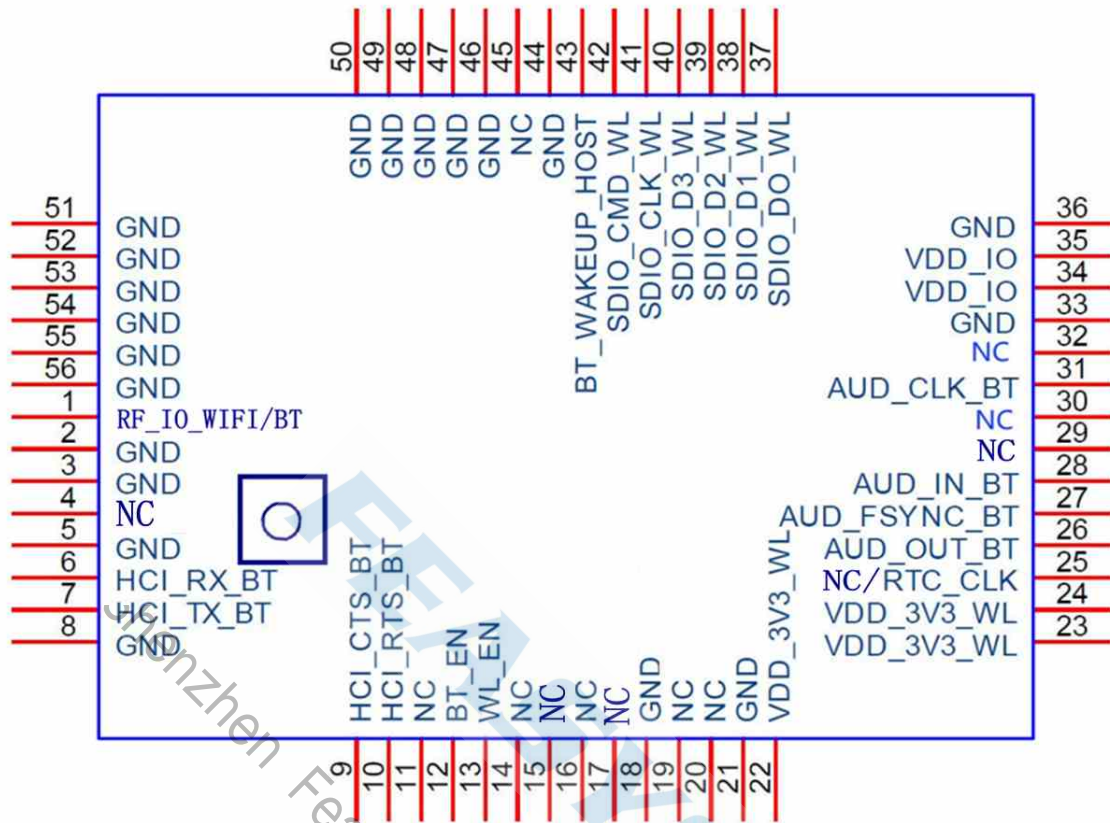 50 49 48 47 46 45 44 43 42 41 40 39 38 37
GND GND GND GND GND NC GND BT_WAKEUP_HOST SDIO_CMD_WL SDIO_CLK_WL SDIO_D3_WL SDIO_D2_WL SDIO_D1_WL SDIO_DO_WL
51 GND
52 GND
53 GND
54 GND
55 GND
56 GND
1 RF_IO_WIFI/BT
2 GND
3 GND
4 NC
5 GND
6 HCI_RX_BT
7 HCI_TX_BT
8 GND
36 GND
35 VDD_IO
34 VDD_IO
33 GND
32 NC
31 AUD_CLK_BT
30 NC
29 NC
28 AUD_IN_BT
27 AUD_FSYNC_BT
26 AUD_OUT_BT
25 NC/RTC_CLK
24 VDD_3V3_WL
23 VDD_3V3_WL
HCI_CTS_BT HCI_RTS_BT NC BT_EN WL_EN NC NC NC NC GND NC NC GND VDD_3V3_WL
9 10 11 12 13 14 15 16 17 18 19 20 21 22
FEASY
Shenzhen Feas